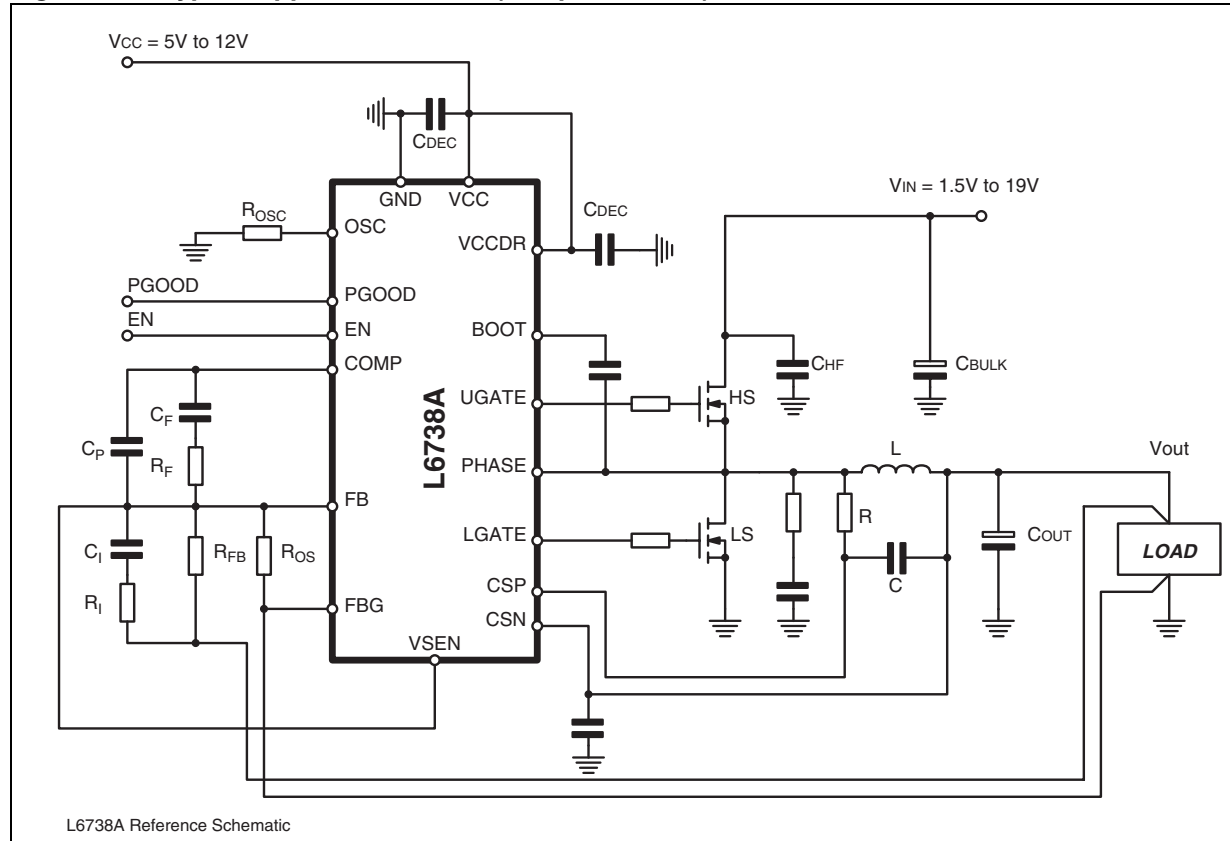 Vcc = 5V to 12V
CDEC
GND
VCC
VIN = 1.5V to 19V
ROSC
OSC
CDEC
VCCDR
PGOOD
PGOOD
EN
EN
BOOT
COMP
CHF
CBULK
UGATE
HS
CF
CP
L6738A
RF
PHASE
L
Vout
FB
R
LGATE
LS
COUT
LOAD
CI
RFB
ROS
C
CSP
RI
FBG
CSN
VSEN
L6738A Reference Schematic